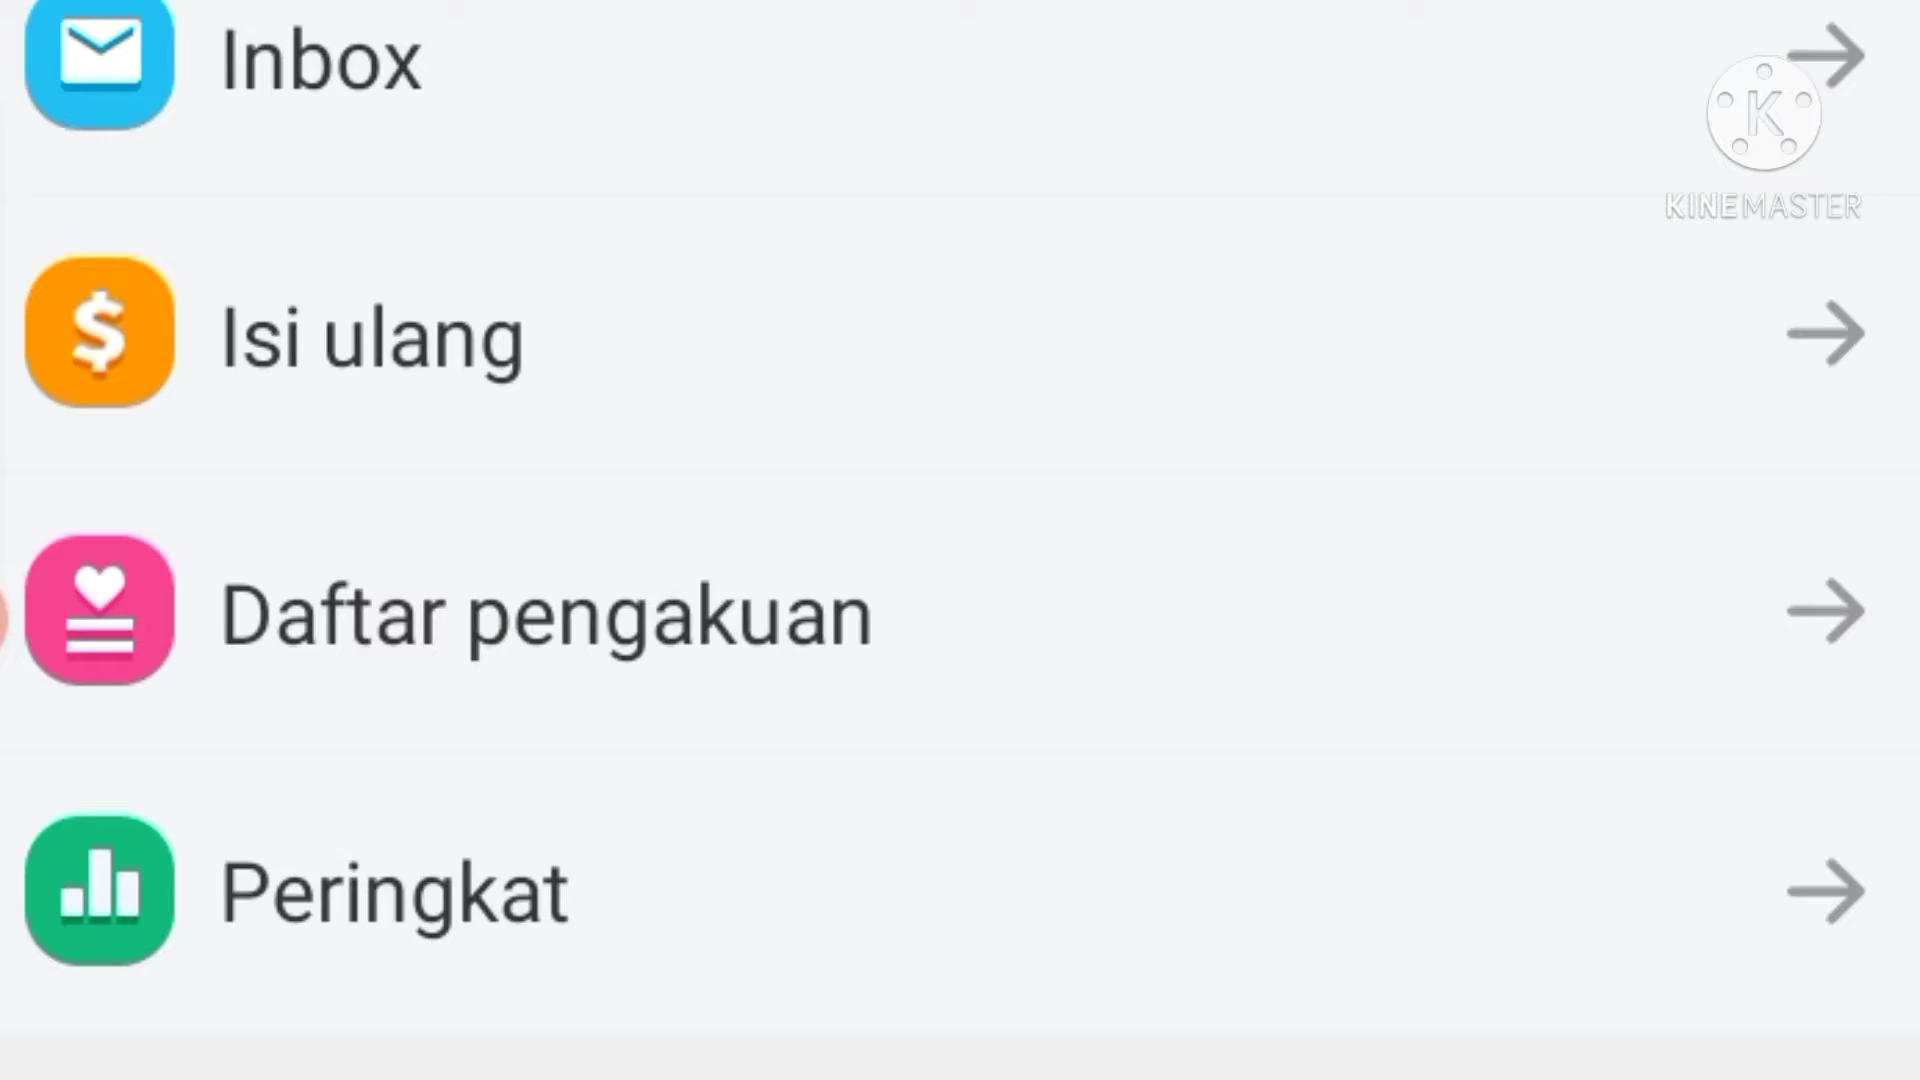 Inbox
K
KINEMASTER
$
Isi ulang
Daftar pengakuan
Peringkat